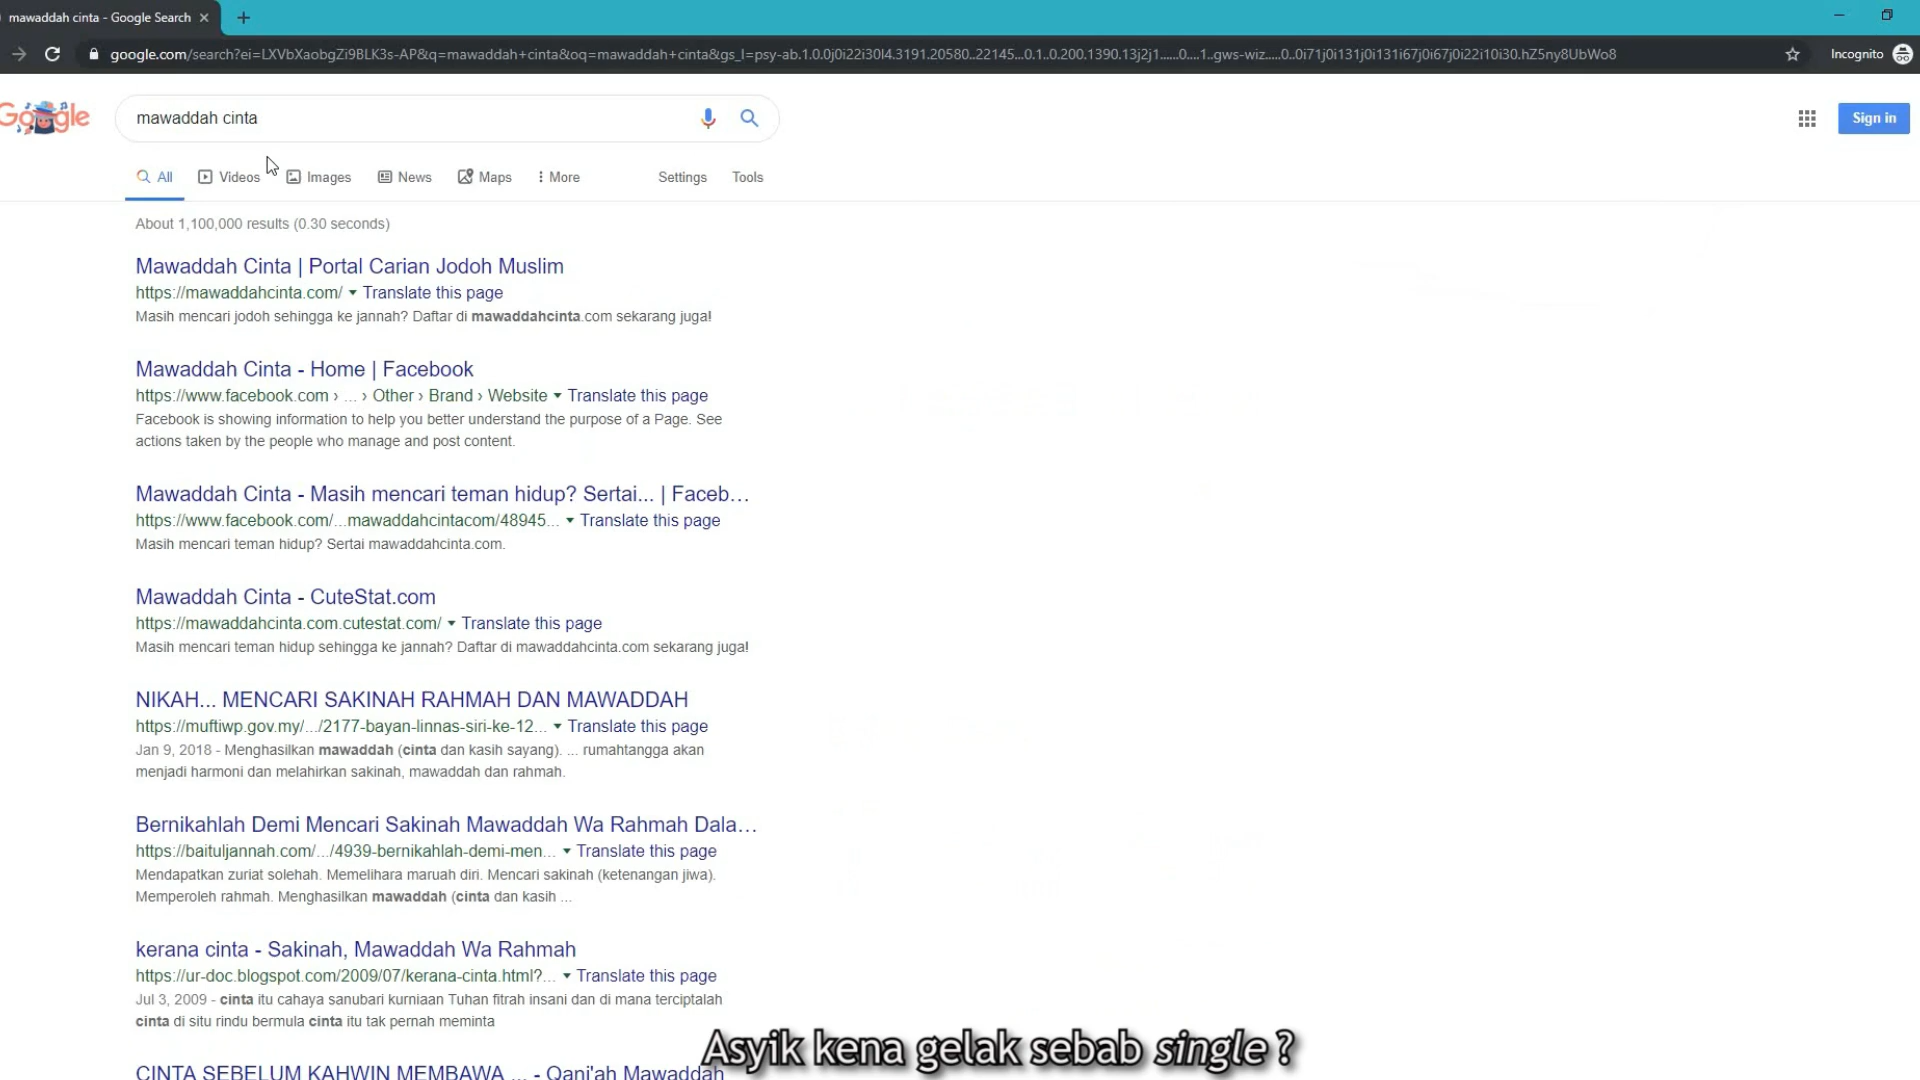 mawaddah cinta - Google Search
google.com/search?ei=LXVbXaobgZi9BLK3s-AP&q=mawaddah+cinta&oq=mawaddah+cinta&gs_l=psy-ab.1.0.0j0i22i30l4.3191.20580..22145...0.1..0.200.1390.13j2j1......0....1..gws-wiz.....0..0i71j0i131j0i131i67j0i67j0i22i10i30.hZ5ny8UbWo8
Incognito
Google
mawaddah cinta
Sign in
All
Videos
Images
News
Maps
More
Settings
Tools
About 1,100,000 results (0.30 seconds)
Mawaddah Cinta | Portal Carian Jodoh Muslim
https://mawaddahcinta.com/ Translate this page
Masih mencari jodoh sehingga ke jannah? Daftar di mawaddahcinta.com sekarang juga!
Mawaddah Cinta - Home | Facebook
https://www.facebook.com › ... › Other › Brand › Website Translate this page
Facebook is showing information to help you better understand the purpose of a Page. See
actions taken by the people who manage and post content.
Mawaddah Cinta - Masih mencari teman hidup? Sertai... | Faceb...
https://www.facebook.com/...mawaddahcintacom/48945... Translate this page
Masih mencari teman hidup? Sertai mawaddahcinta.com.
Mawaddah Cinta - CuteStat.com
https://mawaddahcinta.com.cutestat.com/ Translate this page
Masih mencari teman hidup sehingga ke jannah? Daftar di mawaddahcinta.com sekarang juga!
NIKAH... MENCARI SAKINAH RAHMAH DAN MAWADDAH
https://muftiwp.gov.my/.../2177-bayan-linnas-siri-ke-12... Translate this page
Jan 9, 2018 - Menghasilkan mawaddah (cinta dan kasih sayang). ... rumahtangga akan
menjadi harmoni dan melahirkan sakinah, mawaddah dan rahmah.
Bernikahlah Demi Mencari Sakinah Mawaddah Wa Rahmah Dala...
https://baituljannah.com/.../4939-bernikahlah-demi-men... Translate this page
Mendapatkan zuriat solehah. Memelihara maruah diri. Mencari sakinah (ketenangan jiwa).
Memperoleh rahmah. Menghasilkan mawaddah (cinta dan kasih ...
kerana cinta - Sakinah, Mawaddah Wa Rahmah
https://ur-doc.blogspot.com/2009/07/kerana-cinta.html?... Translate this page
Jul 3, 2009 - cinta itu cahaya sanubari kurniaan Tuhan fitrah insani dan di mana terciptalah
cinta di situ rindu bermula cinta itu tak pernah meminta
Asyik kena gelak sebab single ?
CINTA SEBELUM KAHWIN MEMBAWA ... - Qani'ah Mawaddah